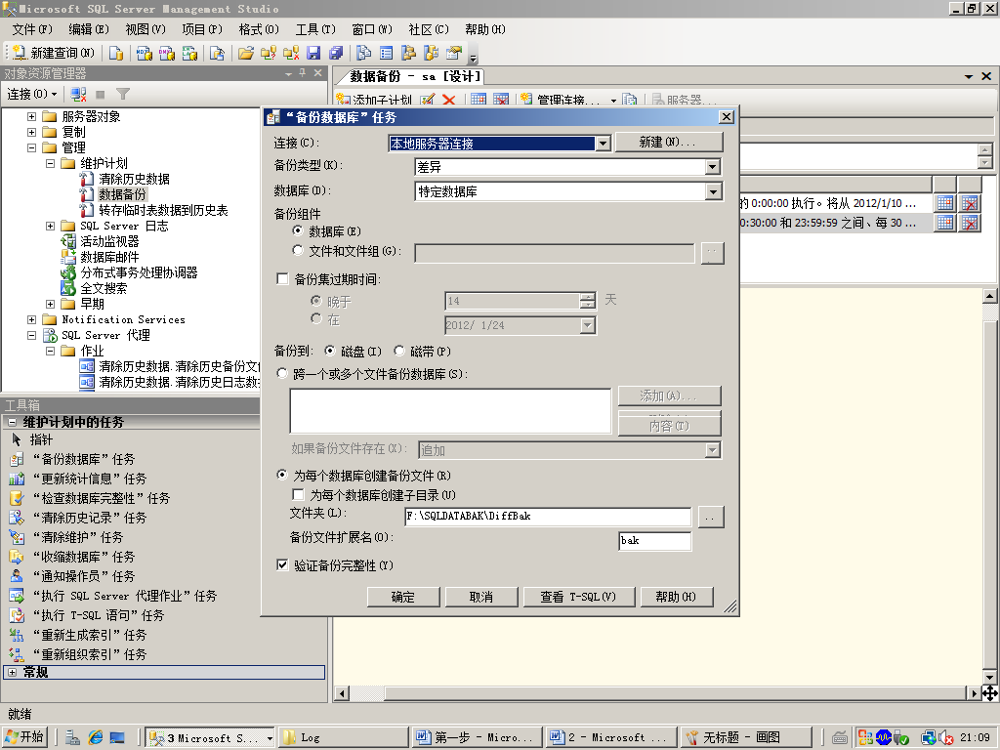 Microsoft SQL Server Management Studio
文件(F) 编辑(E) 视图(V) 项目(P) 格式(O) 工具(T) 窗口(W) 社区(C) 帮助(H)
新建查询(N)
对象资源管理器
连接(O)
服务器对象
复制
管理
维护计划
清除历史数据
数据备份
转存临时表数据到历史表
SQL Server 日志
活动监视器
数据库邮件
分布式事务处理协调器
全文搜索
早期
Notification Services
SQL Server 代理
作业
清除历史数据.清除历史备份文
清除历史数据.清除历史日志数
工具箱
维护计划中的任务
指针
“备份数据库”任务
“更新统计信息”任务
“检查数据库完整性”任务
“清除历史记录”任务
“清除维护”任务
“收缩数据库”任务
“通知操作员”任务
“执行 SQL Server 代理作业”任务
“执行 T-SQL 语句”任务
“重新生成索引”任务
“重新组织索引”任务
常规
数据备份 - sa [设计]
添加子计划 管理连接... 服务器...
的 0:00:00 执行。将从 2012/1/10 ...
0:30:00 和 23:59:59 之间、每 30 ...
“备份数据库”任务
连接(C): 本地服务器连接 新建(N)...
备份类型(K): 差异
数据库(D): 特定数据库
备份组件
数据库(E)
文件和文件组(G):
备份集过期时间:
晚于 14 天
在 2012/ 1/24
备份到: 磁盘(I) 磁带(P)
跨一个或多个文件备份数据库(S):
添加(A)...
内容(T)
如果备份文件存在(X): 追加
为每个数据库创建备份文件(R)
为每个数据库创建子目录(U)
文件夹(L): F:\SQLDATABAK\DiffBak ..
备份文件扩展名(O): bak
验证备份完整性(Y)
确定 取消 查看 T-SQL(V) 帮助(H)
就绪
开始 3 Microsoft S... Log 第一步 - Micro... 2 - Microsoft ... 无标题 - 画图 21:09